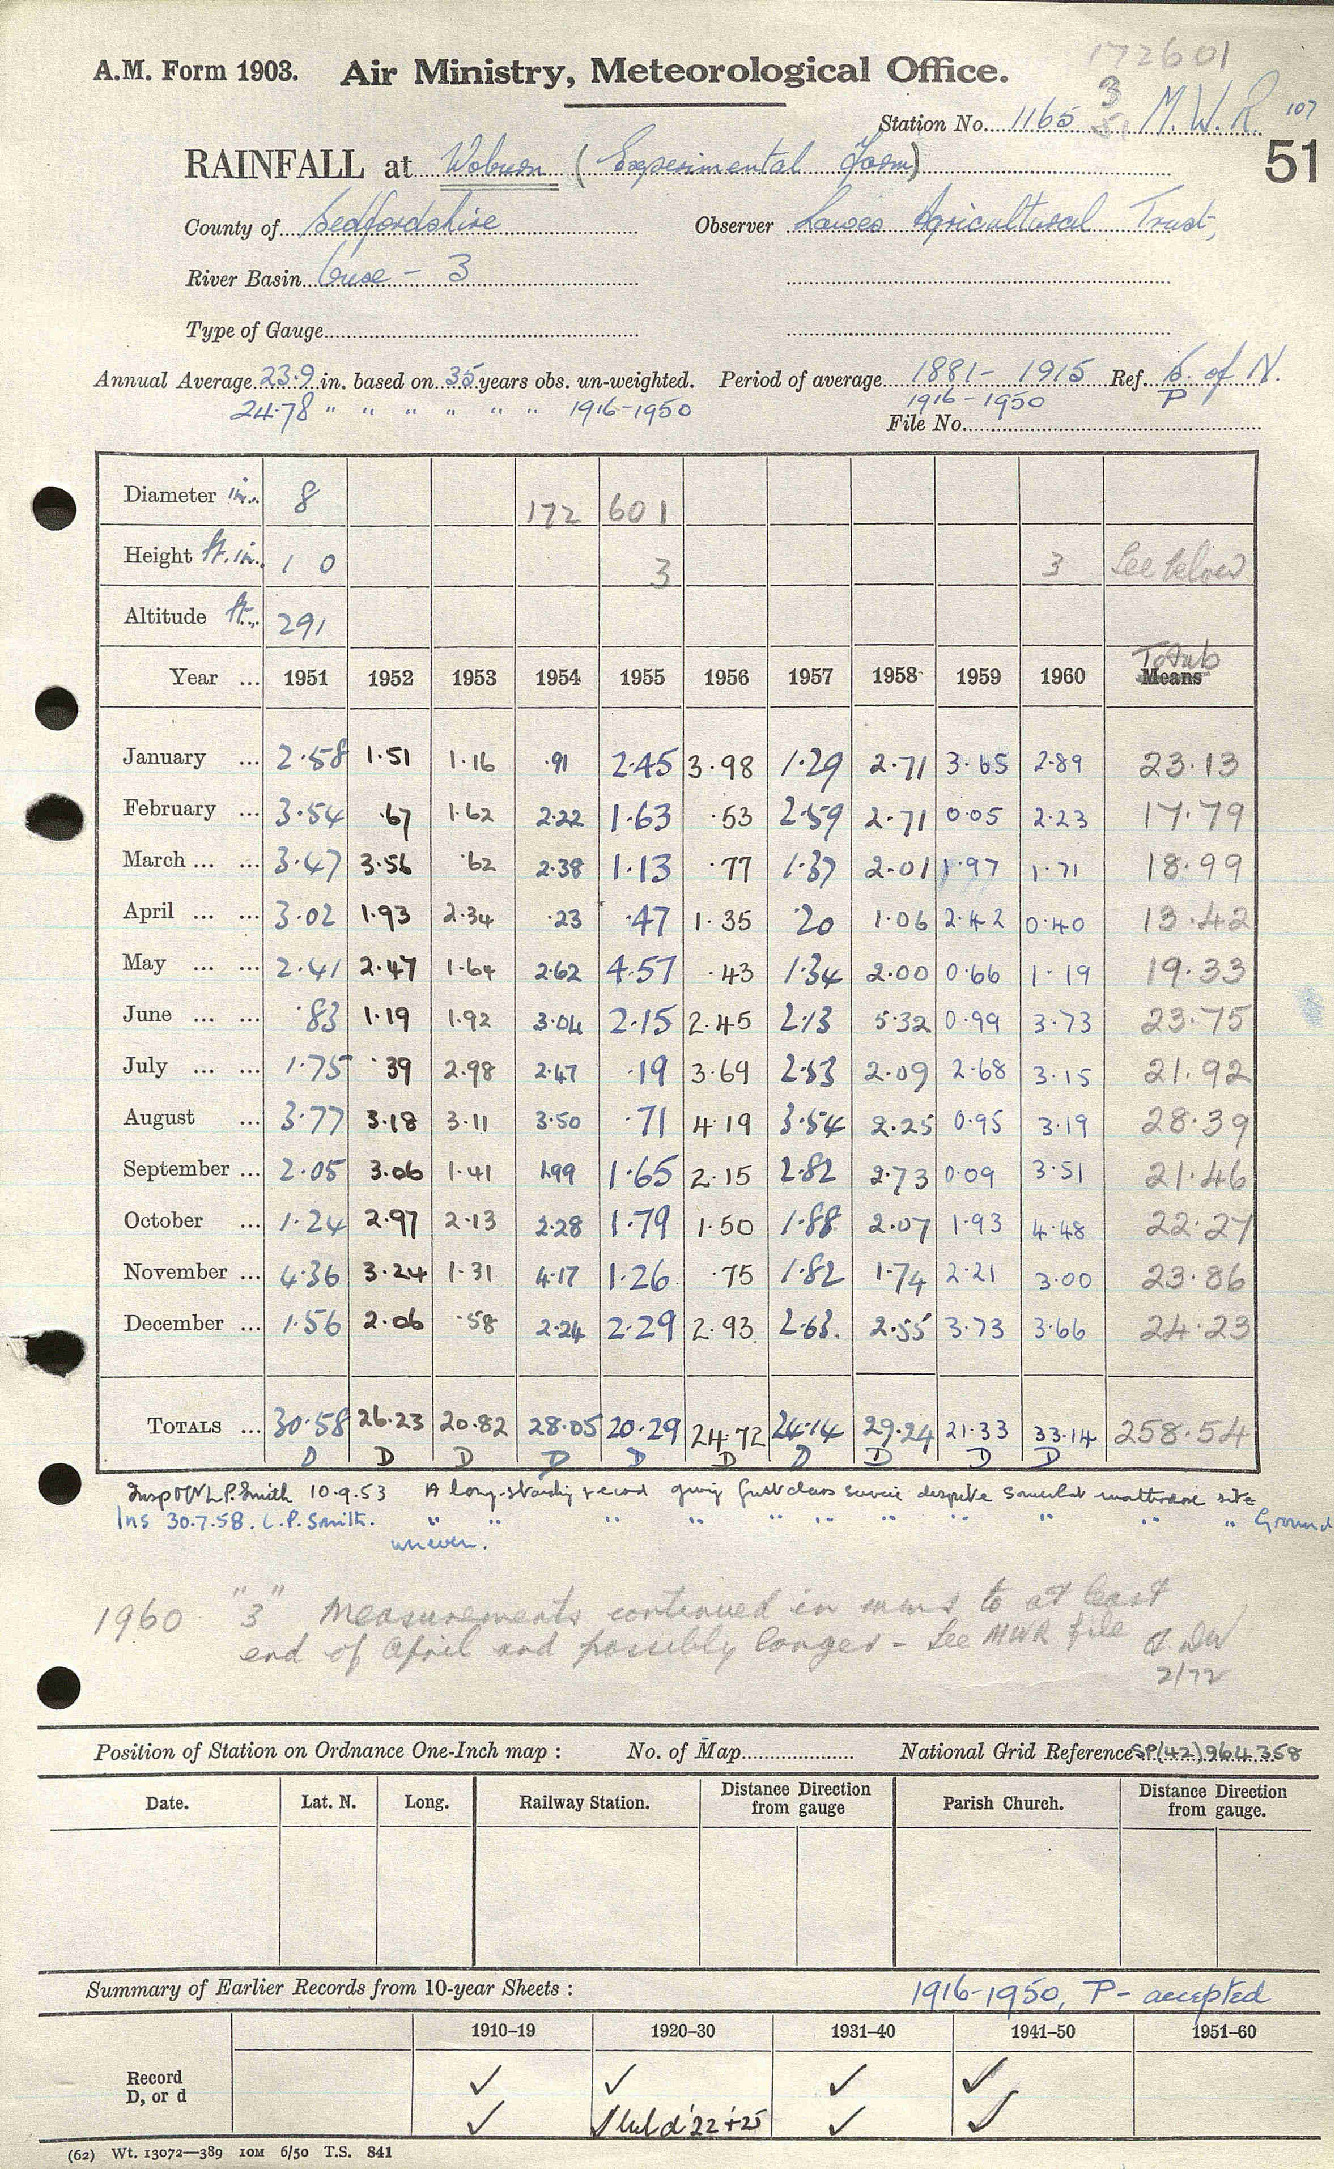 172601
A.M. Form 1903. Air Ministry, Meteorological Office.
3
Station No. 1165 M.W.R 107
51
RAINFALL at Woburn (Experimental Farm)
County of Bedfordshire Observer Lawes Agricultural Trust,
River Basin Ouse - 3
Type of Gauge
Annual Average 23.9 in. based on 35 years obs. un-weighted. Period of average 1881-1915 Ref. B. of N.
24.78 " " " " " " 1916-1950 1916-1950 P
File No.
Diameter in. 8 172 601
Height ft. in. 1 0 3 3 See below
Altitude ft. 291
Totals
Year ... 1951 1952 1953 1954 1955 1956 1957 1958 1959 1960 Means
January ... 2.58 1.51 1.16 .91 2.45 3.98 1.29 2.71 3.65 2.89 23.13
February ... 3.54 .67 1.62 2.22 1.63 .53 2.59 2.71 0.05 2.23 17.79
March ... ... 3.47 3.56 .62 2.38 1.13 .77 1.37 2.01 1.97 1.71 18.99
April ... ... 3.02 1.93 2.34 .23 .47 1.35 .20 1.06 2.42 0.40 13.42
May ... ... 2.41 2.47 1.64 2.62 4.57 .43 1.34 2.00 0.66 1.19 19.33
June ... ... .83 1.19 1.92 3.04 2.15 2.45 2.13 5.32 0.99 3.73 23.75
July ... ... 1.75 .39 2.98 2.47 .19 3.69 2.53 2.09 2.68 3.15 21.92
August ... 3.77 3.18 3.11 3.50 .71 4.19 3.54 2.25 0.95 3.19 28.39
September ... 2.05 3.06 1.41 1.99 1.65 2.15 2.82 2.73 0.09 3.51 21.46
October ... 1.24 2.97 2.13 2.28 1.79 1.50 1.88 2.07 1.93 4.48 22.27
November ... 4.36 3.24 1.31 4.17 1.26 .75 1.82 1.74 2.21 3.00 23.86
December ... 1.56 2.06 .58 2.24 2.29 2.93 2.63. 2.55 3.73 3.66 24.23
TOTALS ... 30.58 26.23 20.82 28.05 20.29 24.72 24.14 29.24 21.33 33.14 258.54
D D D D D D D D D D
L.P. Smith 10.9.53 A long-standing record giving first class service despite somewhat site
Ins 30.7.58. L.P. Smith. " " " " " " " " " " " Ground
uneven.
1960 "3" Measurements continued in mms to at least
end of April and possibly longer - See MWR file
2/72
Position of Station on Ordnance One-Inch map : No. of Map National Grid Reference SP(42)964358
Date. Lat. N. Long. Railway Station. Distance from gauge Direction Parish Church. Distance from gauge. Direction
Summary of Earlier Records from 10-year Sheets : 1916-1950, P- accepted
1910-19 1920-30 1931-40 1941-50 1951-60
Record ✓ ✓ ✓ ✓
D, or d ✓ ✓ but d '22 + 25 ✓ ✓
(62) Wt. 13072—389 10M 6/50 T.S. 841